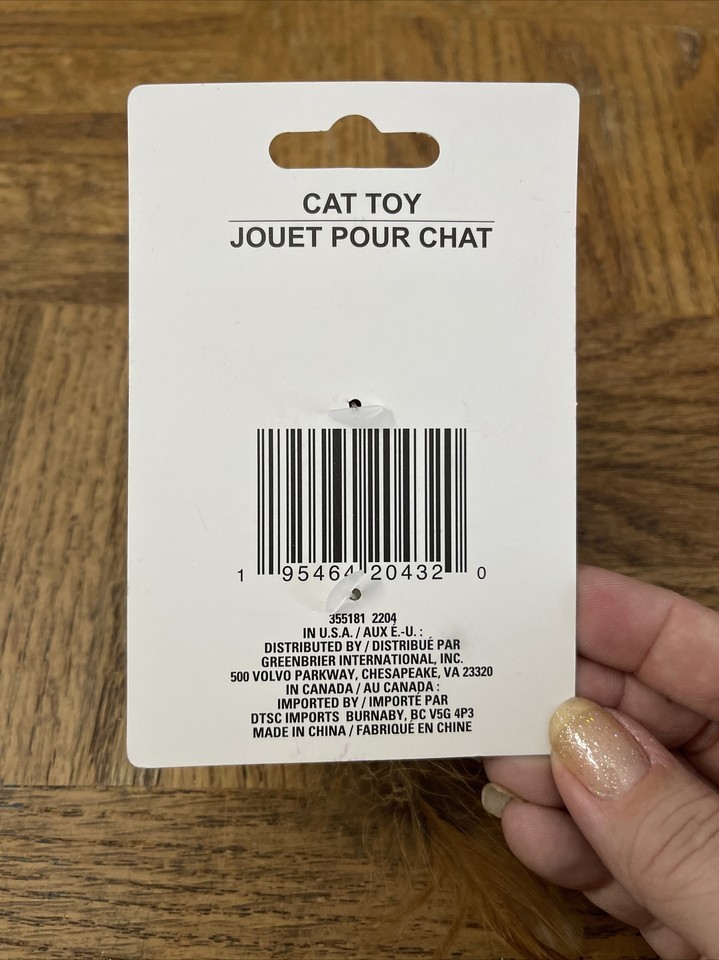 CAT TOY
JOUET POUR CHAT
1 95464 20432 0
355181 2204
IN U.S.A. / AUX É.-U. :
DISTRIBUTED BY / DISTRIBUÉ PAR
GREENBRIER INTERNATIONAL, INC.
500 VOLVO PARKWAY, CHESAPEAKE, VA 23320
IN CANADA / AU CANADA :
IMPORTED BY / IMPORTÉ PAR
DTSC IMPORTS BURNABY, BC V5G 4P3
MADE IN CHINA / FABRIQUÉ EN CHINE